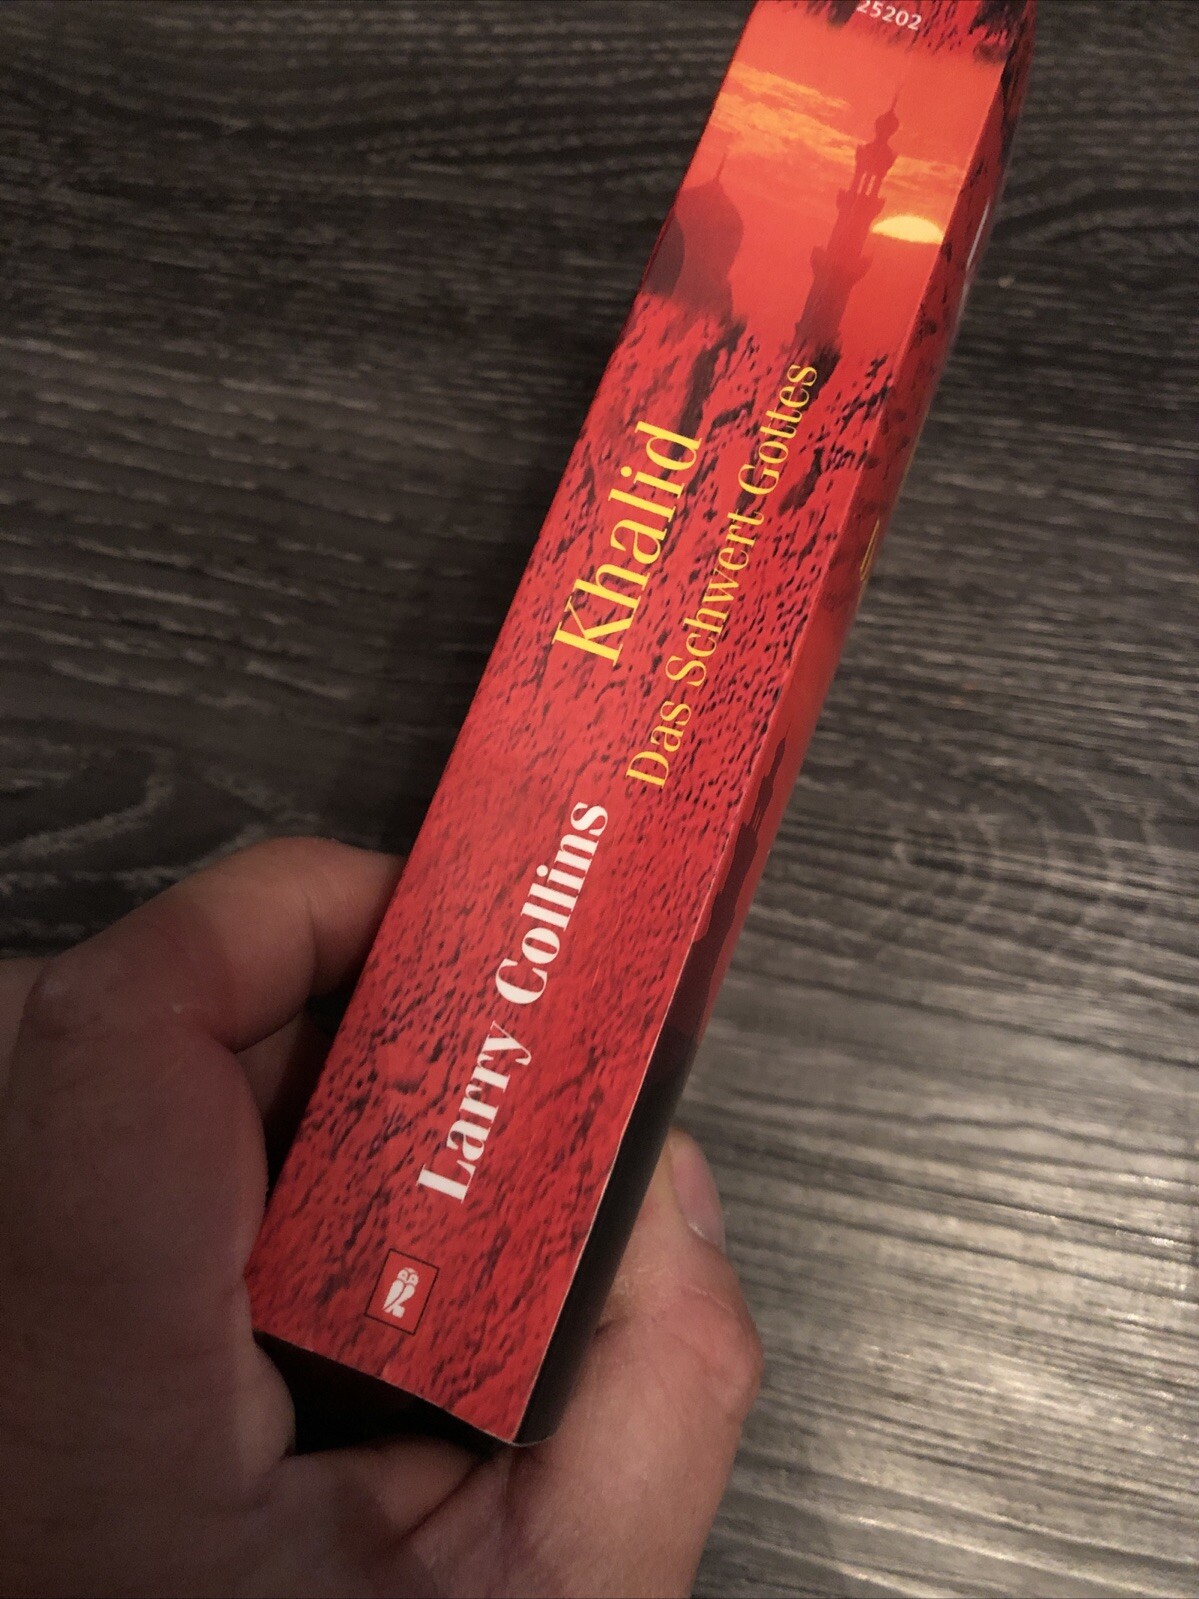 25202
Larry Collins
Khalid
Das Schwert Gottes